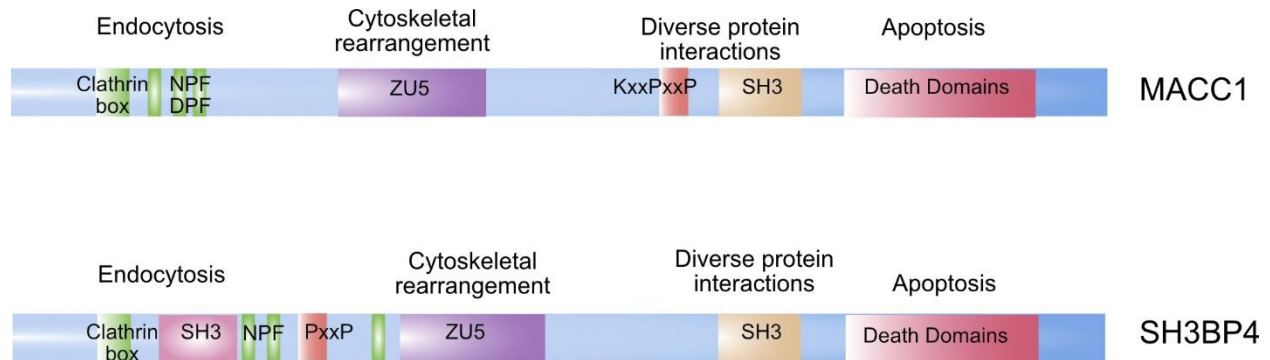 Endocytosis
Cytoskeletal
rearrangement
Diverse protein
interactions
Apoptosis
Clathrin
box
NPF
DPF
ZU5
KxxPxxP
SH3
Death Domains
MACC1
Endocytosis
Cytoskeletal
rearrangement
Diverse protein
interactions
Apoptosis
Clathrin
box
SH3
NPF
PxxP
ZU5
SH3
Death Domains
SH3BP4